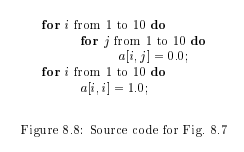 for i from 1 to 10 do
for j from 1 to 10 do
a[i, j] = 0.0;
for i from 1 to 10 do
a[i, i] = 1.0;
Figure 8.8: Source code for Fig. 8.7